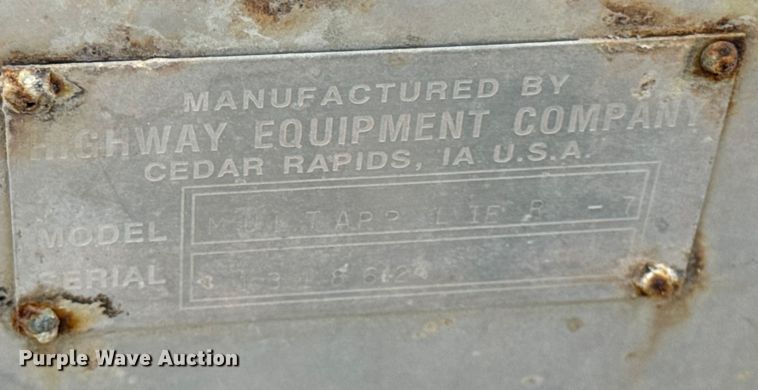 MANUFACTURED BY
HIGHWAY EQUIPMENT COMPANY
CEDAR RAPIDS, IA U.S.A.
MODEL
SERIAL
Purple Wave Auction